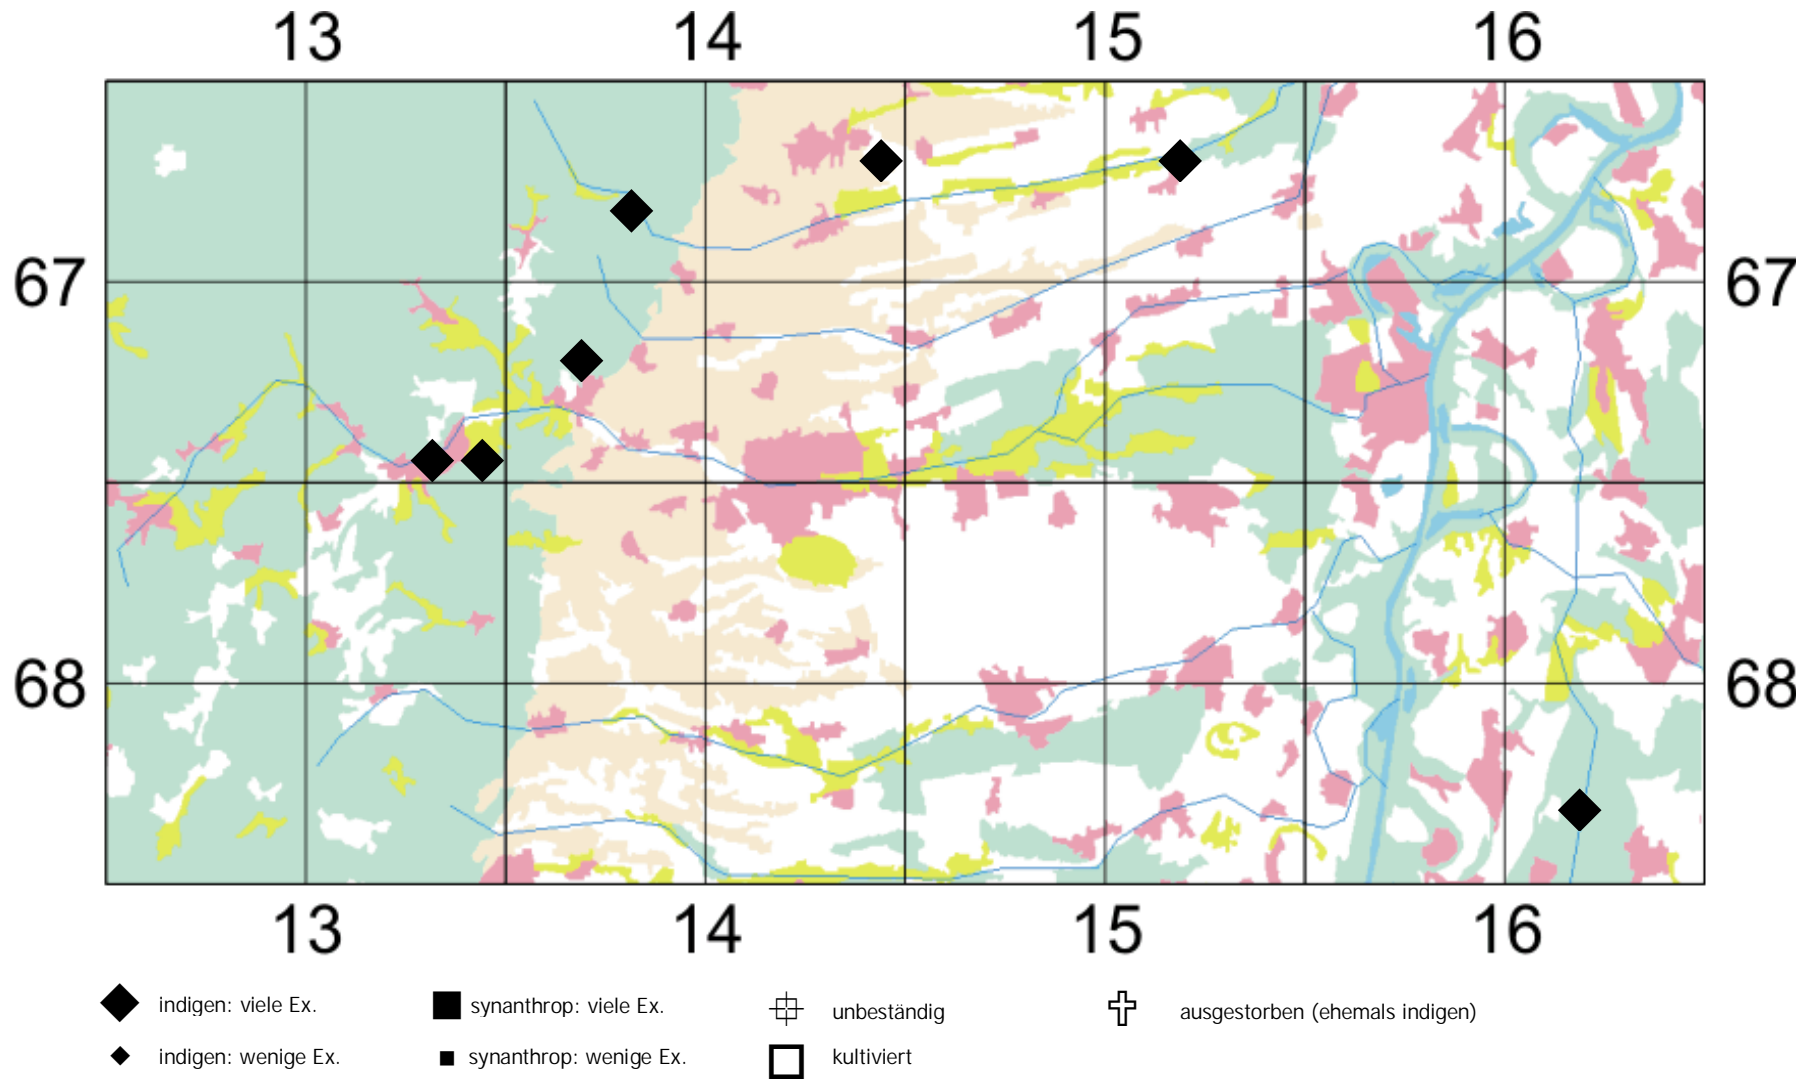 13 14 15 16
67 67
68 68
13 14 15 16
indigen: viele Ex. synanthrop: viele Ex. unbeständig ausgestorben (ehemals indigen)
indigen: wenige Ex. synanthrop: wenige Ex. kultiviert